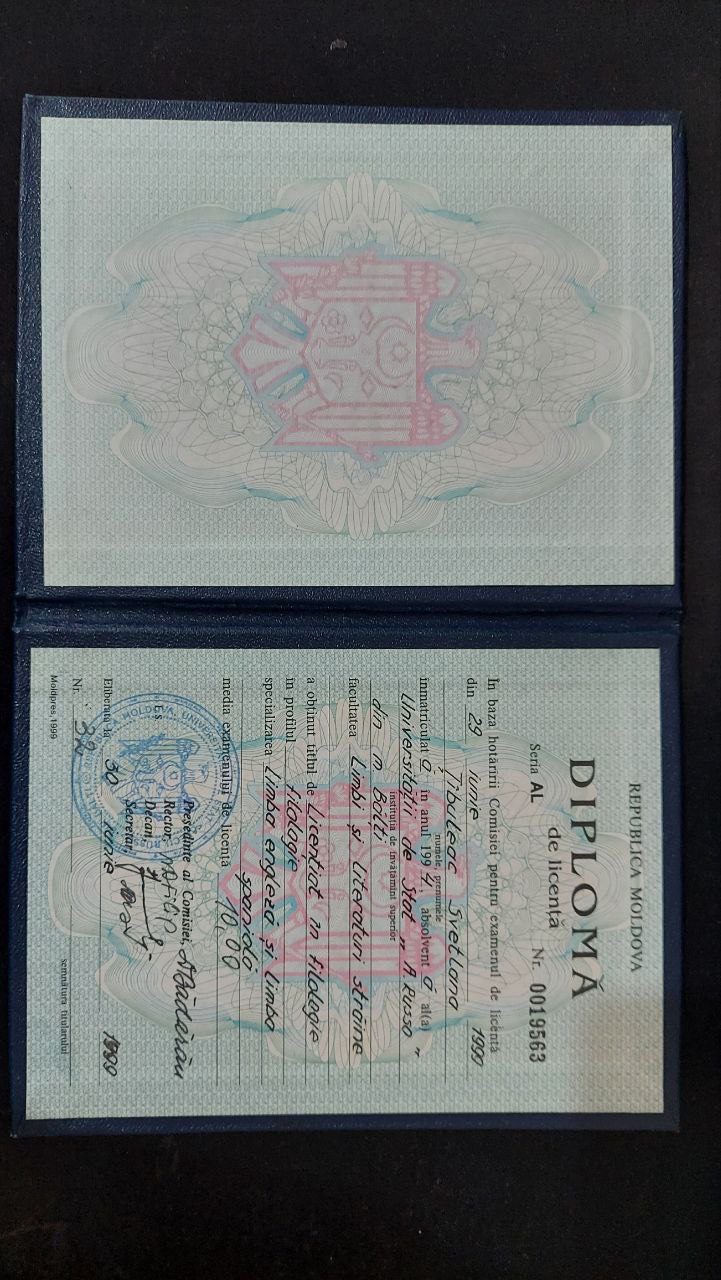 REPUBLICA MOLDOVA
DIPLOMĂ
de licență
Seria AL Nr. 0019563
În baza hotărîrii Comisiei pentru examenul de licență
din 29 iunie 1999
Țîbuleac Svetlana
numele, prenumele
inmatriculat ă în anul 1994, absolvent ă al(a)
Universității de Stat „A Russo"
instituția de învățămînt superior
din m Bălți
facultatea Limbi și literaturi străine
a obținut titlul de Licențiat în filologie
în profilul filologie
specializarea Limba engleză și limba
spaniolă
media examenului de licență 10,00
Președinte al Comisiei,
Rector,
Decan,
Secretar,
L.Ș.
Eliberată la 30 iunie 1999
Nr. 32
semnătura titularului
Moldpres, 1999